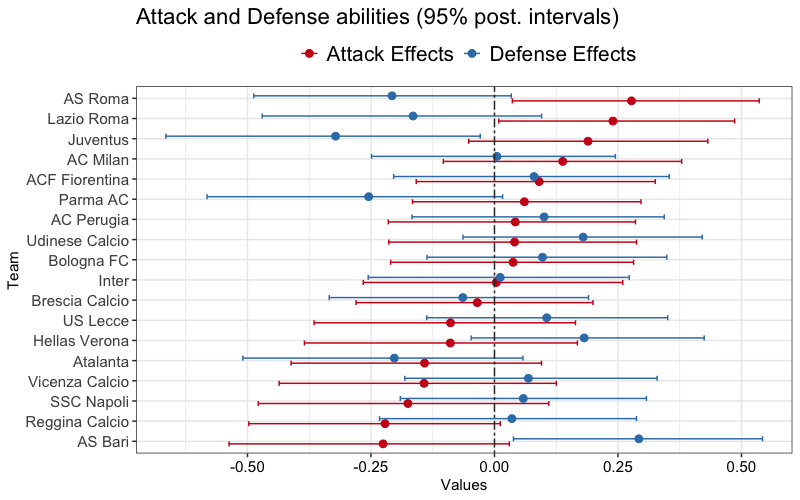 Attack and Defense abilities (95% post. intervals)
Attack Effects Defense Effects
AS Roma
Lazio Roma
Juventus
AC Milan
ACF Fiorentina
Parma AC
AC Perugia
Udinese Calcio
Bologna FC
Inter
Brescia Calcio
US Lecce
Hellas Verona
Atalanta
Vicenza Calcio
SSC Napoli
Reggina Calcio
AS Bari
Team
-0.50 -0.25 0.00 0.25 0.50
Values